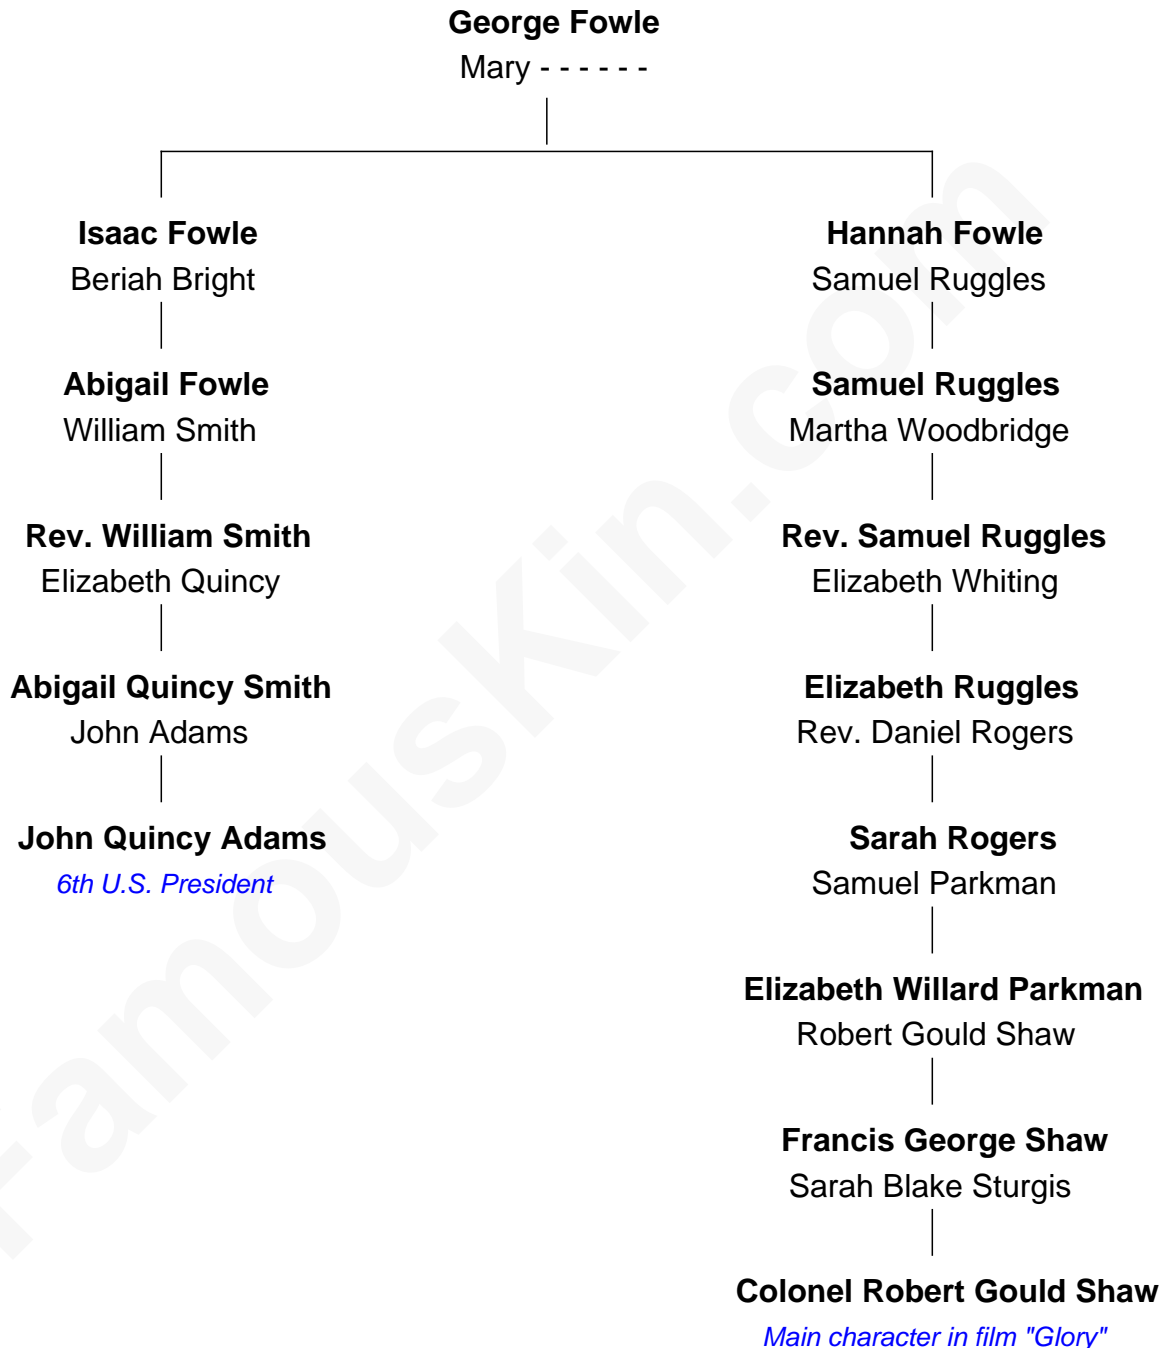 George Fowle
Mary - - - - - -
Isaac Fowle
Beriah Bright
Abigail Fowle
William Smith
Rev. William Smith
Elizabeth Quincy
Abigail Quincy Smith
John Adams
John Quincy Adams
6th U.S. President
Hannah Fowle
Samuel Ruggles
Samuel Ruggles
Martha Woodbridge
Rev. Samuel Ruggles
Elizabeth Whiting
Elizabeth Ruggles
Rev. Daniel Rogers
Sarah Rogers
Samuel Parkman
Elizabeth Willard Parkman
Robert Gould Shaw
Francis George Shaw
Sarah Blake Sturgis
Colonel Robert Gould Shaw
Main character in film "Glory"
FamousKin.com